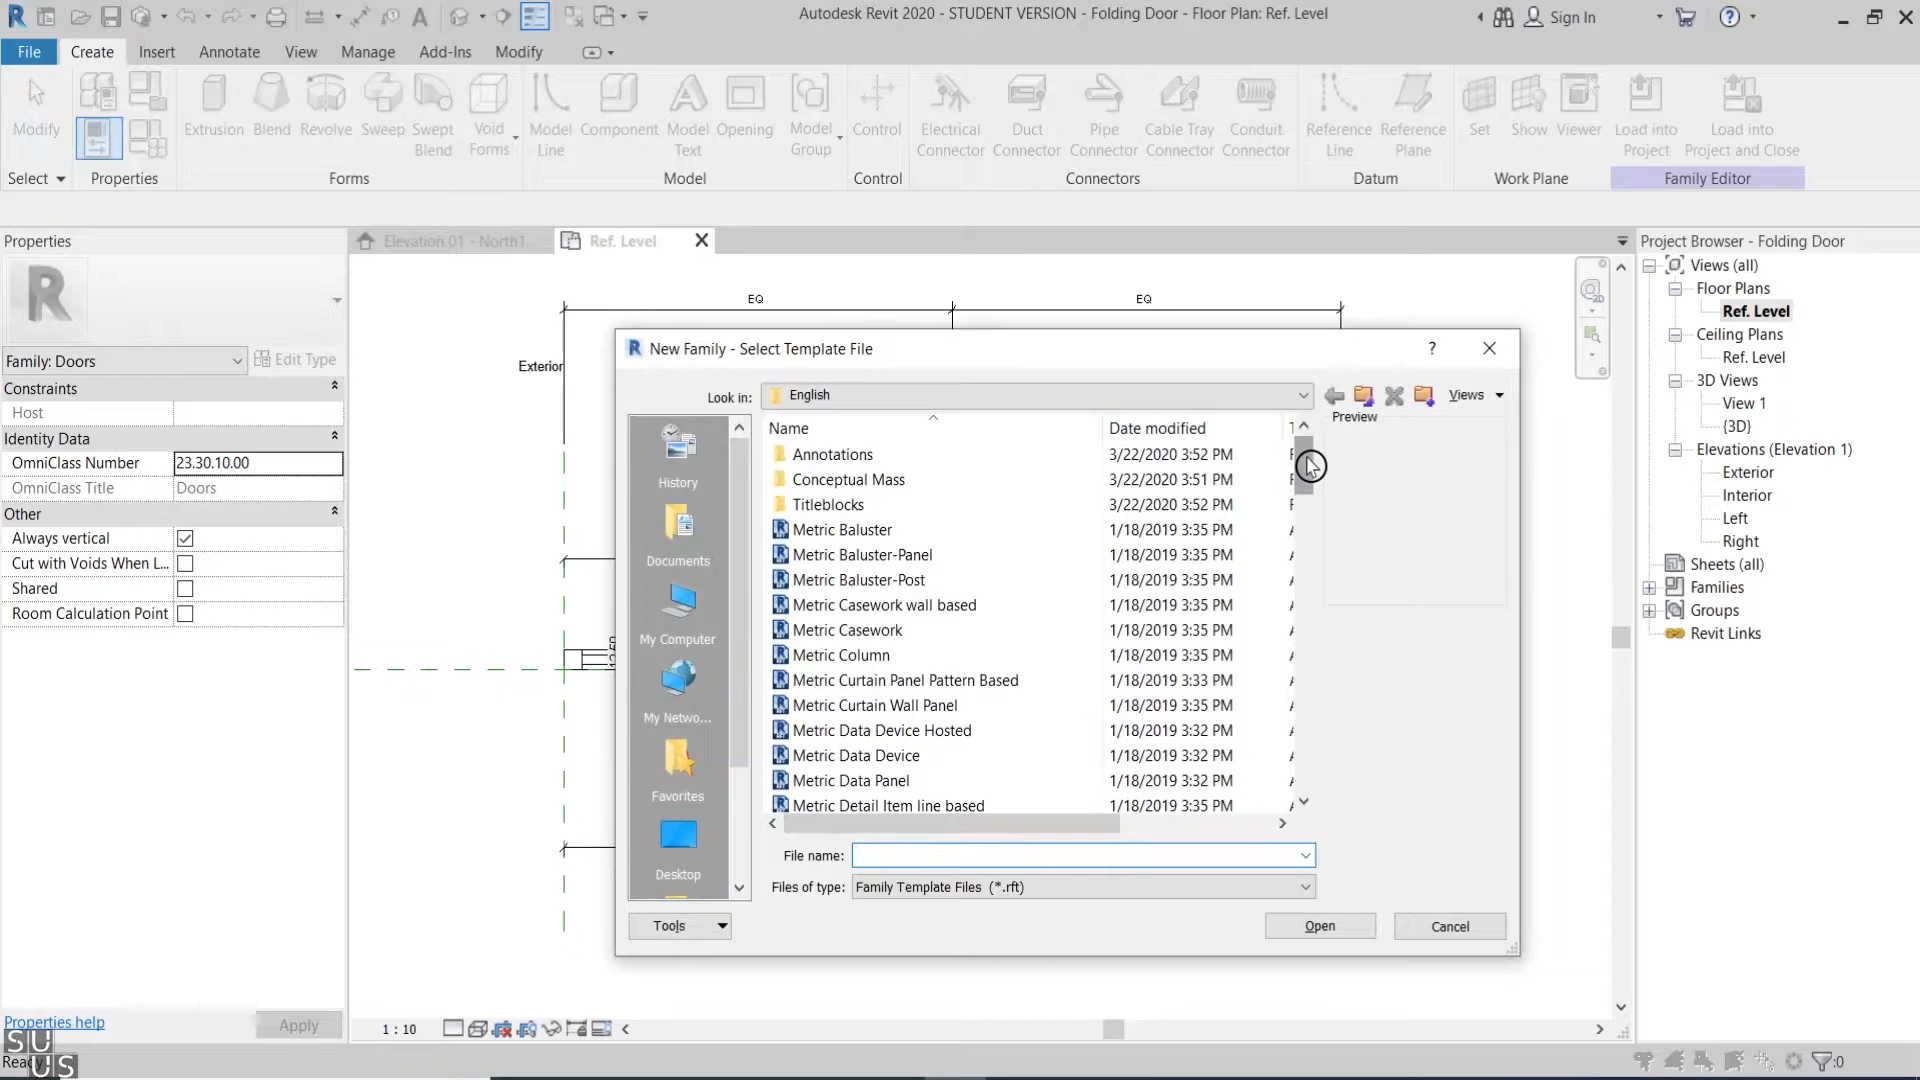 Autodesk Revit 2020 - STUDENT VERSION - Folding Door - Floor Plan: Ref. Level
Sign In
File Create Insert Annotate View Manage Add-Ins Modify
Modify
Extrusion Blend Revolve Sweep Swept Blend Void Forms
Model Line Component Model Text Opening Model Group
Control
Electrical Connector Duct Connector Pipe Connector Cable Tray Connector Conduit Connector
Reference Line Reference Plane
Set Show Viewer
Load into Project Load into Project and Close
Select Properties Forms Model Control Connectors Datum Work Plane Family Editor
Properties
R
Family: Doors
Edit Type
Constraints
Host
Identity Data
OmniClass Number 23.30.10.00
OmniClass Title Doors
Other
Always vertical
Cut with Voids When L...
Shared
Room Calculation Point
Properties help
Apply
Elevation 01 - North1
Ref. Level
EQ EQ
Exterior
New Family - Select Template File
Look in: English
Views
Preview
History
Documents
My Computer
My Netwo...
Favorites
Desktop
Name Date modified
Annotations 3/22/2020 3:52 PM
Conceptual Mass 3/22/2020 3:51 PM
Titleblocks 3/22/2020 3:52 PM
Metric Baluster 1/18/2019 3:35 PM
Metric Baluster-Panel 1/18/2019 3:35 PM
Metric Baluster-Post 1/18/2019 3:35 PM
Metric Casework wall based 1/18/2019 3:35 PM
Metric Casework 1/18/2019 3:35 PM
Metric Column 1/18/2019 3:35 PM
Metric Curtain Panel Pattern Based 1/18/2019 3:33 PM
Metric Curtain Wall Panel 1/18/2019 3:35 PM
Metric Data Device Hosted 1/18/2019 3:32 PM
Metric Data Device 1/18/2019 3:32 PM
Metric Data Panel 1/18/2019 3:32 PM
Metric Detail Item line based 1/18/2019 3:35 PM
File name:
Files of type: Family Template Files (*.rft)
Tools
Open
Cancel
Project Browser - Folding Door
Views (all)
Floor Plans
Ref. Level
Ceiling Plans
Ref. Level
3D Views
View 1
{3D}
Elevations (Elevation 1)
Exterior
Interior
Left
Right
Sheets (all)
Families
Groups
Revit Links
1 : 10
Ready
SU
US
:0